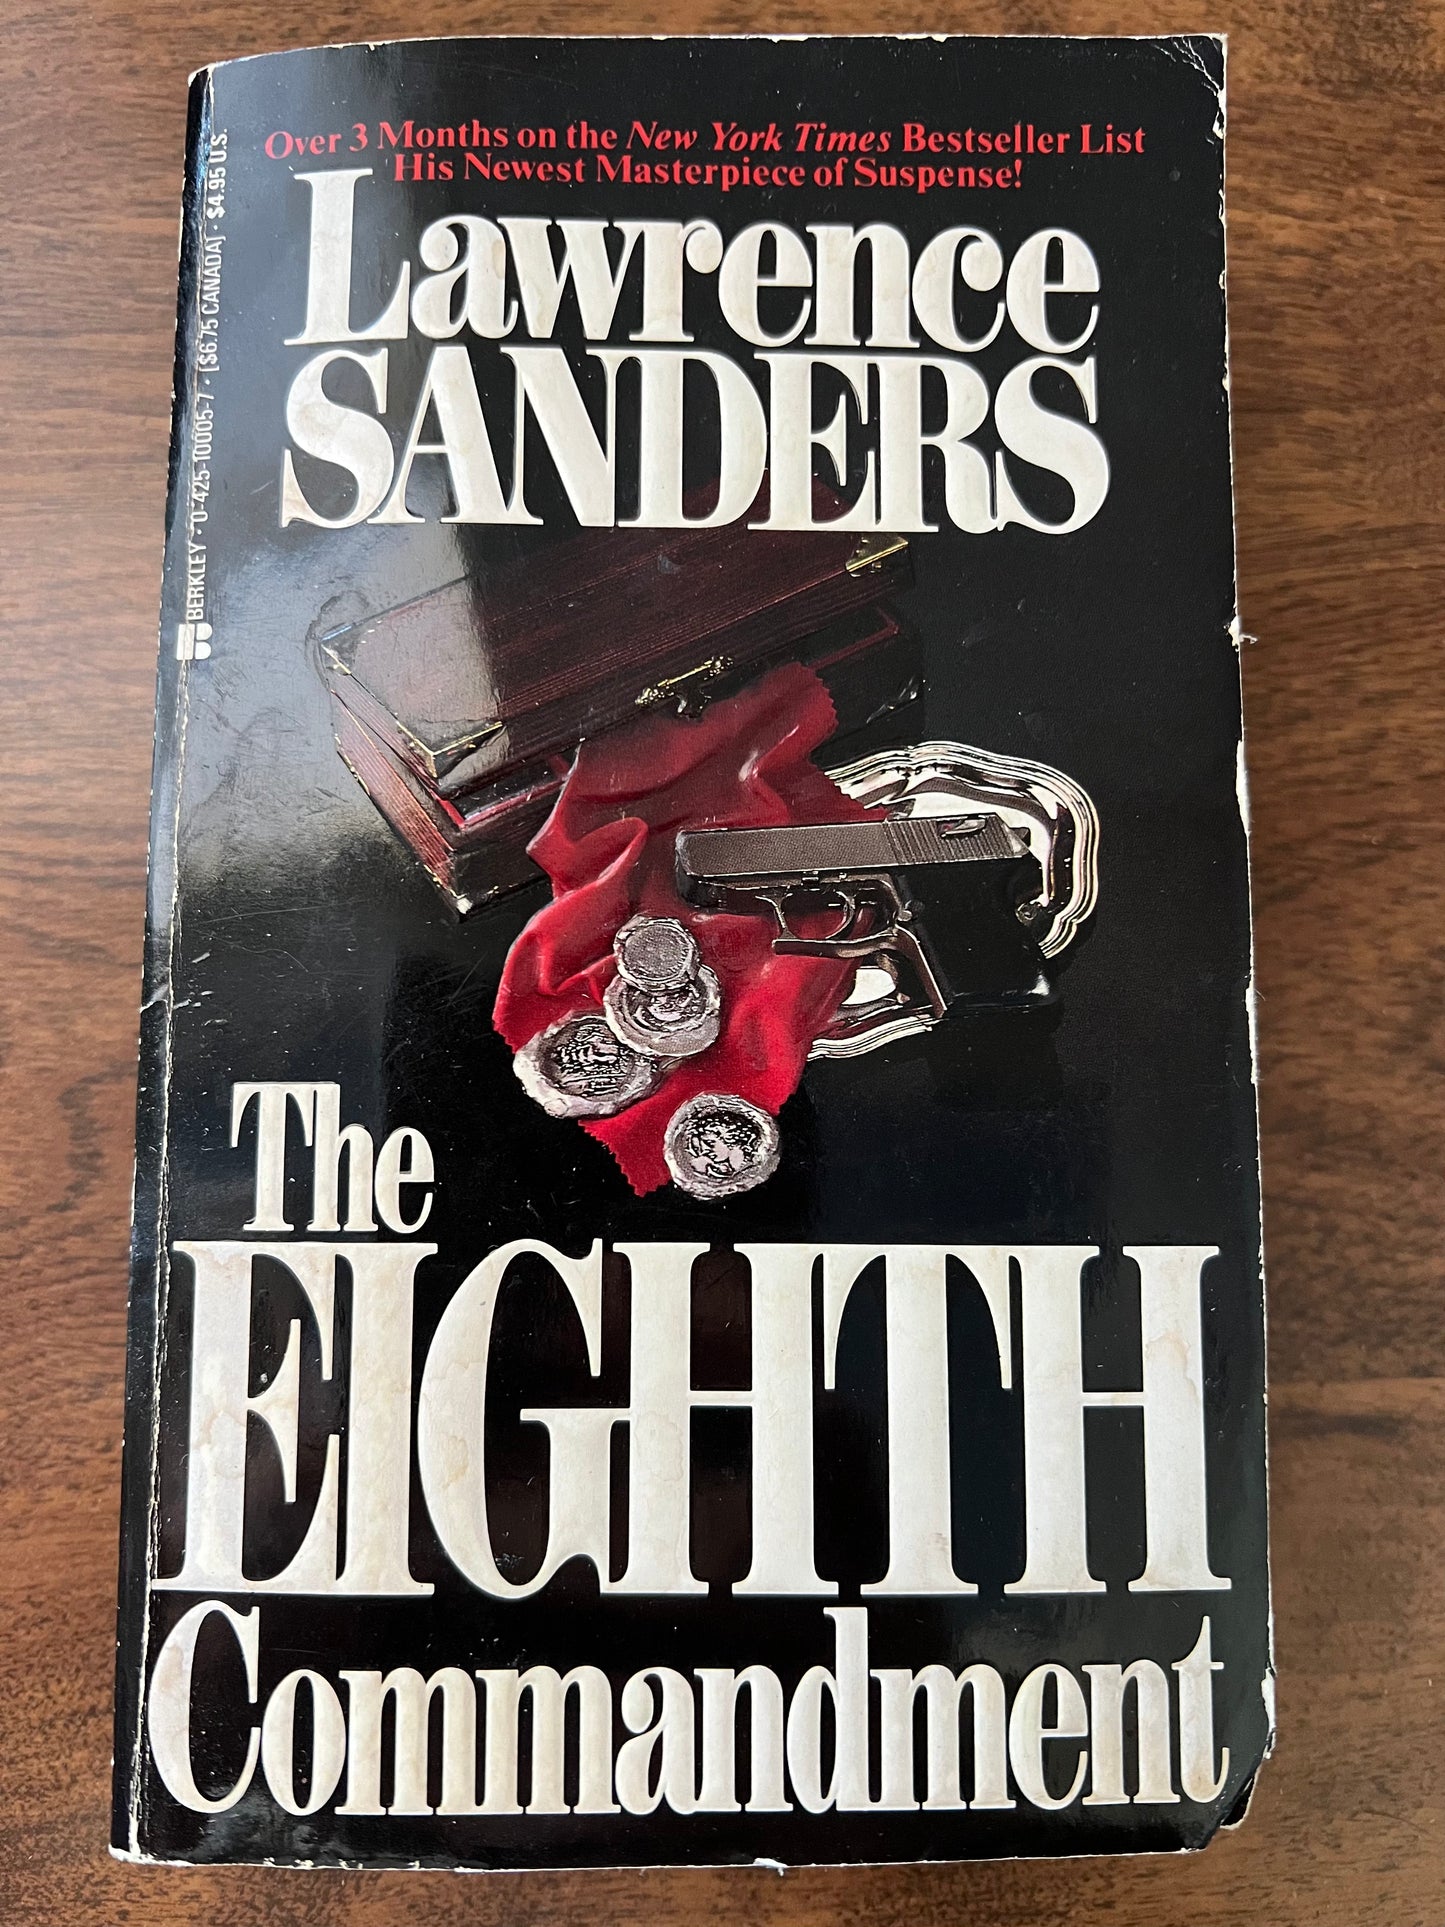 Over 3 Months on the New York Times Bestseller List
His Newest Masterpiece of Suspense!
Lawrence
SANDERS
The
EIGHTH
Commandment
B BERKLEY • 0-425-10005-7 • [$6.75 CANADA] • $4.95 U.S.